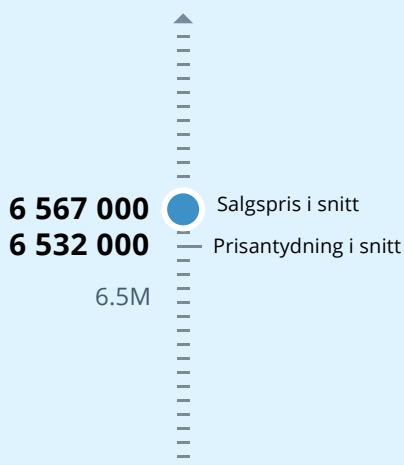 6 567 000 Salgspris i snitt
6 532 000 Prisantydning i snitt
6.5M